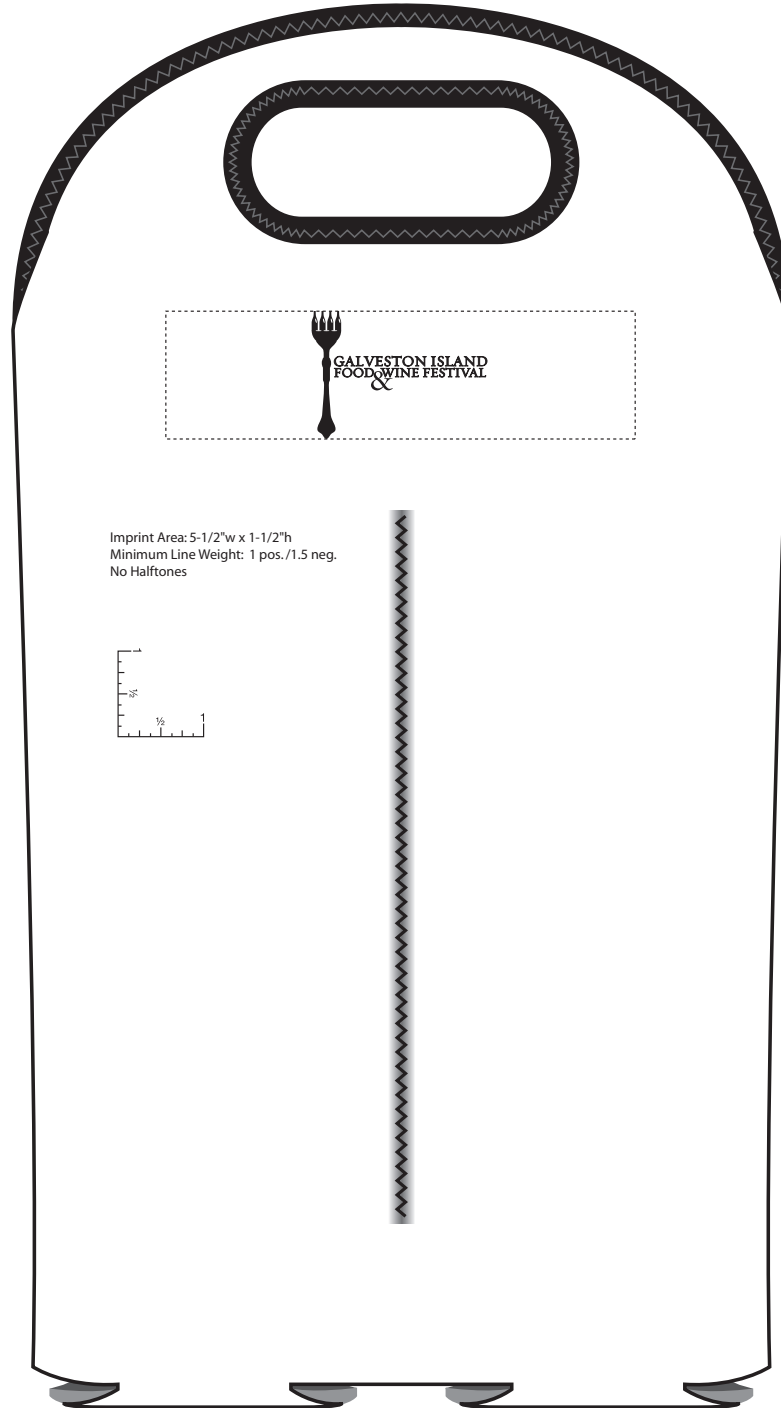 GALVESTON ISLAND
FOOD & WINE FESTIVAL
Imprint Area: 5-1/2"w x 1-1/2"h
Minimum Line Weight:  1 pos./1.5 neg.
No Halftones
1
½
½
1